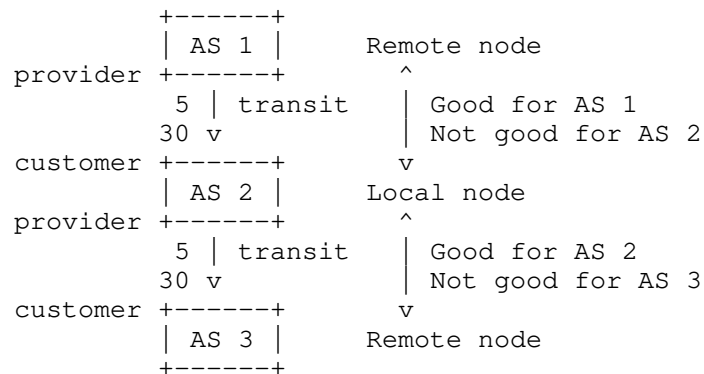 +------+
                | AS 1 |       Remote node
       provider +------+           ^
                 5 | transit       | Good for AS 1
                30 v               | Not good for AS 2
       customer +------+           v
                | AS 2 |       Local node
       provider +------+           ^
                 5 | transit       | Good for AS 2
                30 v               | Not good for AS 3
       customer +------+           v
                | AS 3 |       Remote node
                +------+